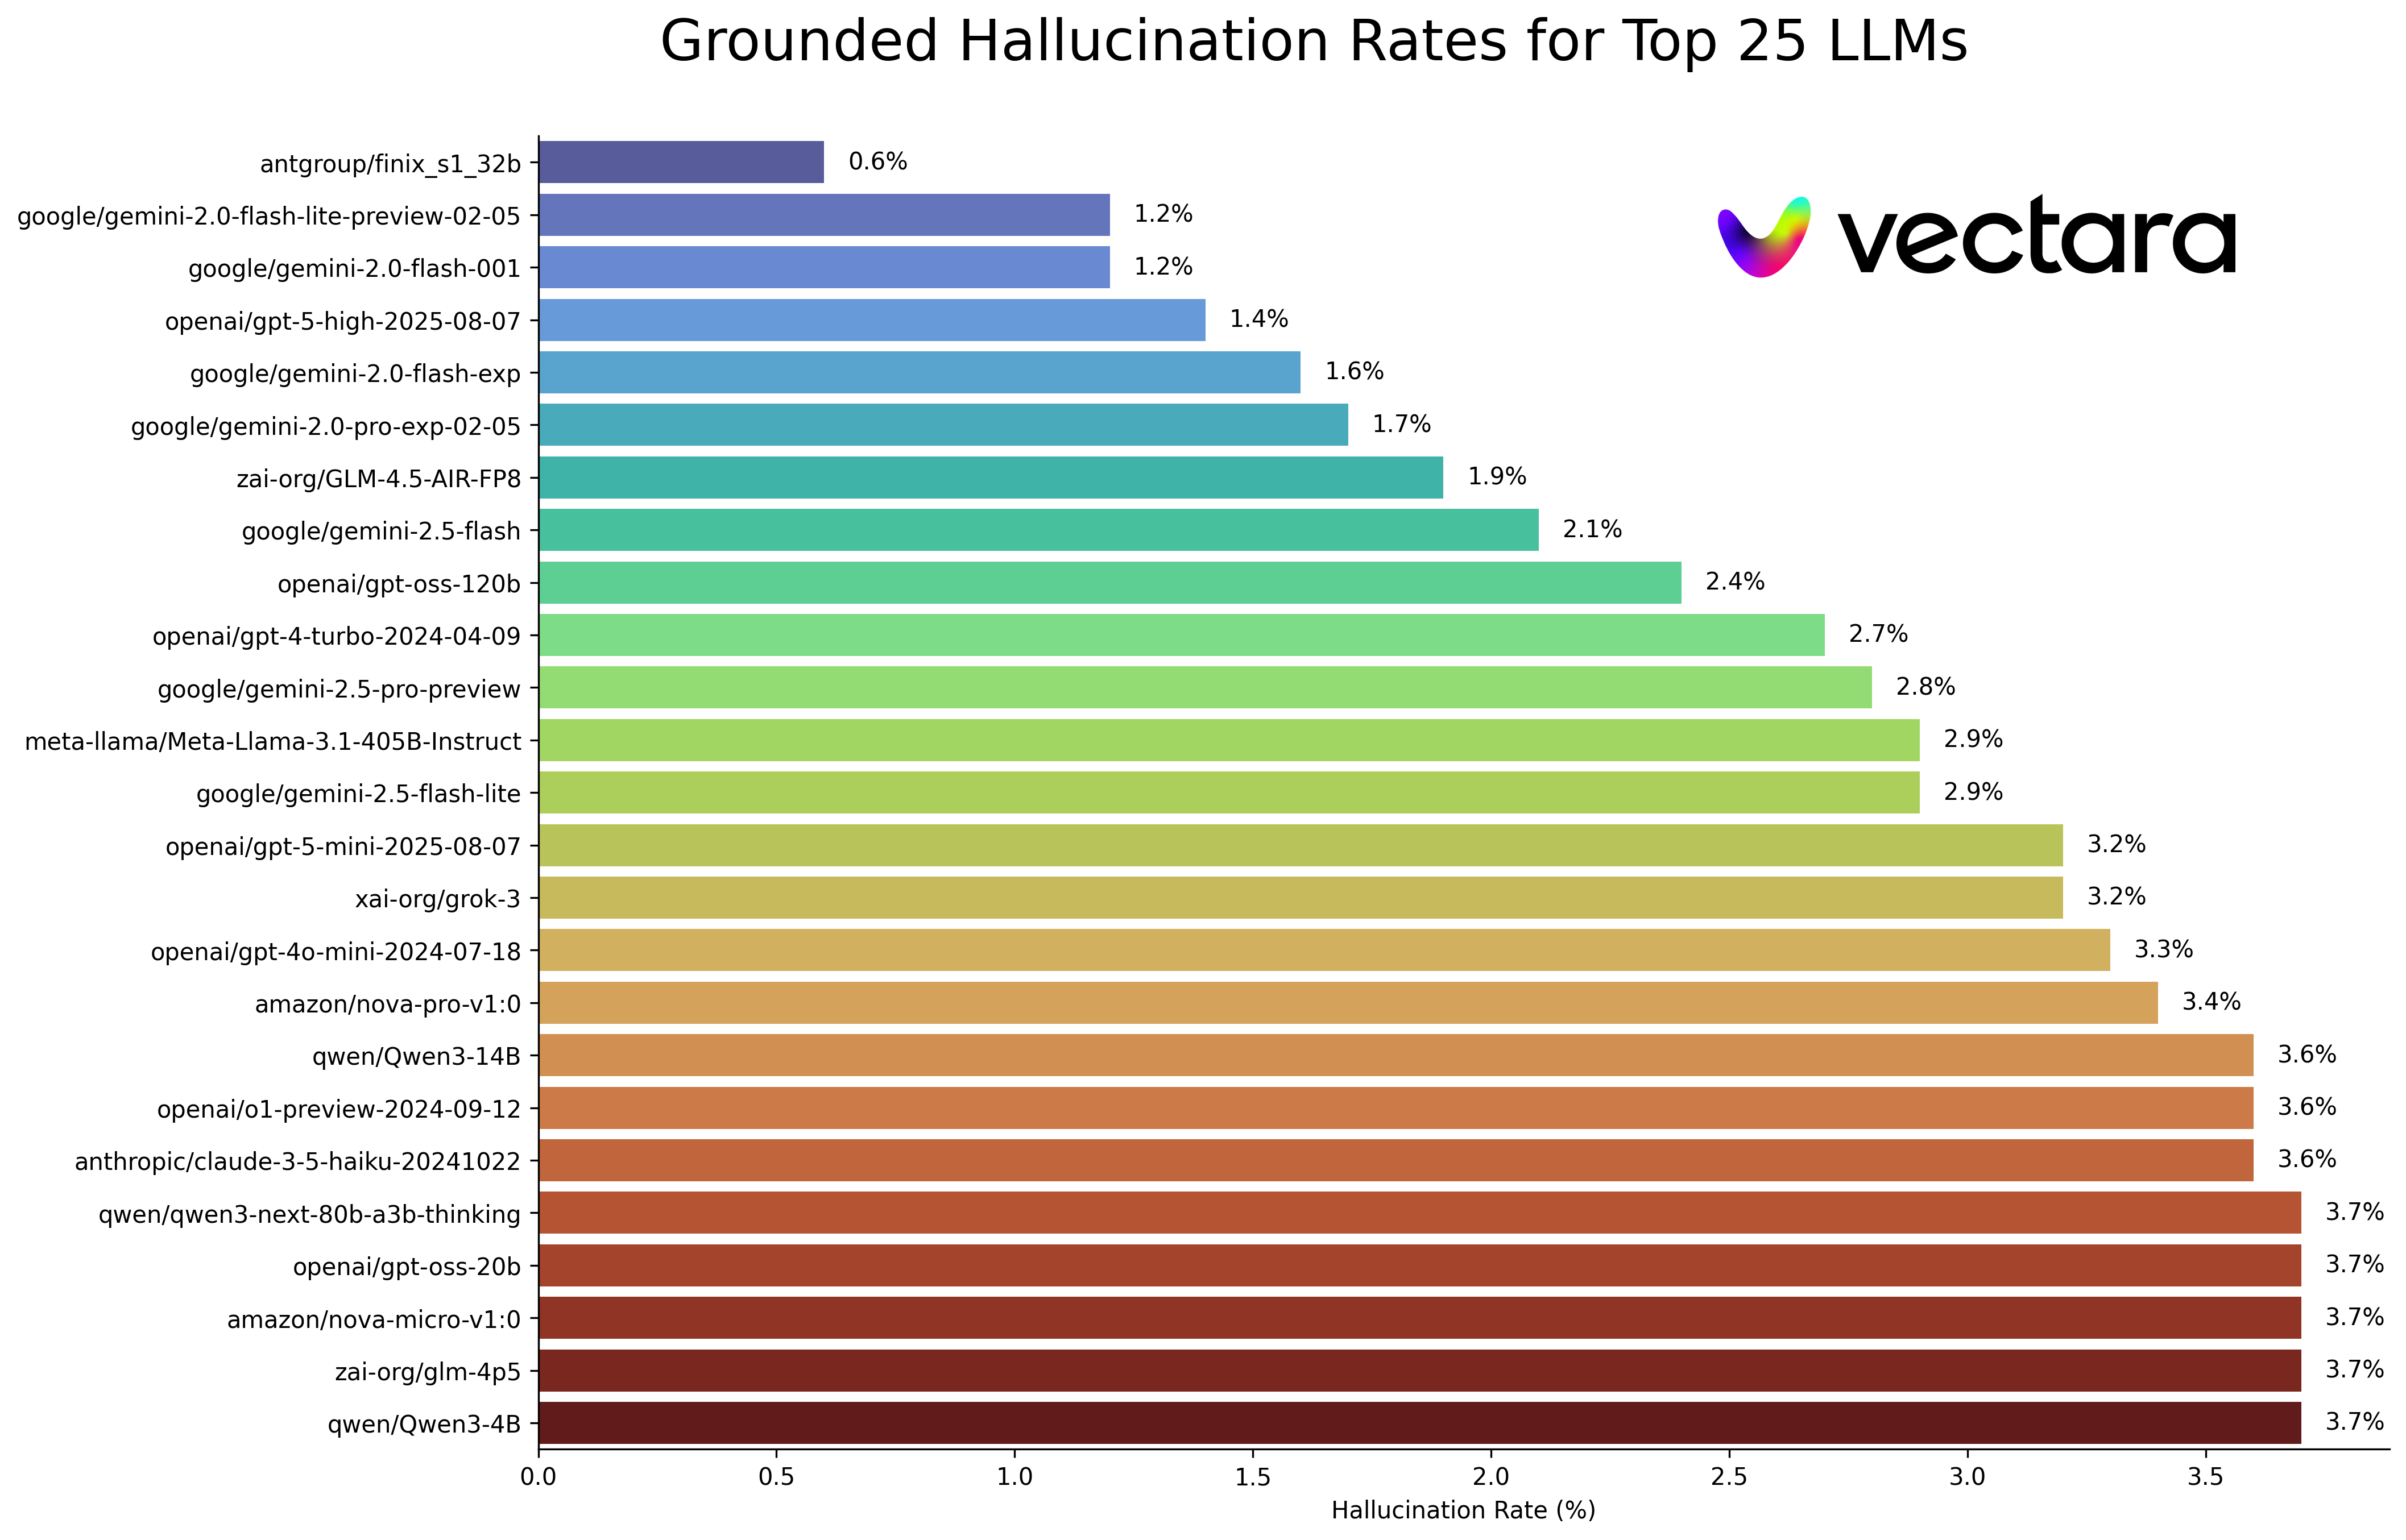 Grounded Hallucination Rates for Top 25 LLMs
vectara
antgroup/finix_s1_32b 0.6%
google/gemini-2.0-flash-lite-preview-02-05 1.2%
google/gemini-2.0-flash-001 1.2%
openai/gpt-5-high-2025-08-07 1.4%
google/gemini-2.0-flash-exp 1.6%
google/gemini-2.0-pro-exp-02-05 1.7%
zai-org/GLM-4.5-AIR-FP8 1.9%
google/gemini-2.5-flash 2.1%
openai/gpt-oss-120b 2.4%
openai/gpt-4-turbo-2024-04-09 2.7%
google/gemini-2.5-pro-preview 2.8%
meta-llama/Meta-Llama-3.1-405B-Instruct 2.9%
google/gemini-2.5-flash-lite 2.9%
openai/gpt-5-mini-2025-08-07 3.2%
xai-org/grok-3 3.2%
openai/gpt-4o-mini-2024-07-18 3.3%
amazon/nova-pro-v1:0 3.4%
qwen/Qwen3-14B 3.6%
openai/o1-preview-2024-09-12 3.6%
anthropic/claude-3-5-haiku-20241022 3.6%
qwen/qwen3-next-80b-a3b-thinking 3.7%
openai/gpt-oss-20b 3.7%
amazon/nova-micro-v1:0 3.7%
zai-org/glm-4p5 3.7%
qwen/Qwen3-4B 3.7%
0.0 0.5 1.0 1.5 2.0 2.5 3.0 3.5
Hallucination Rate (%)